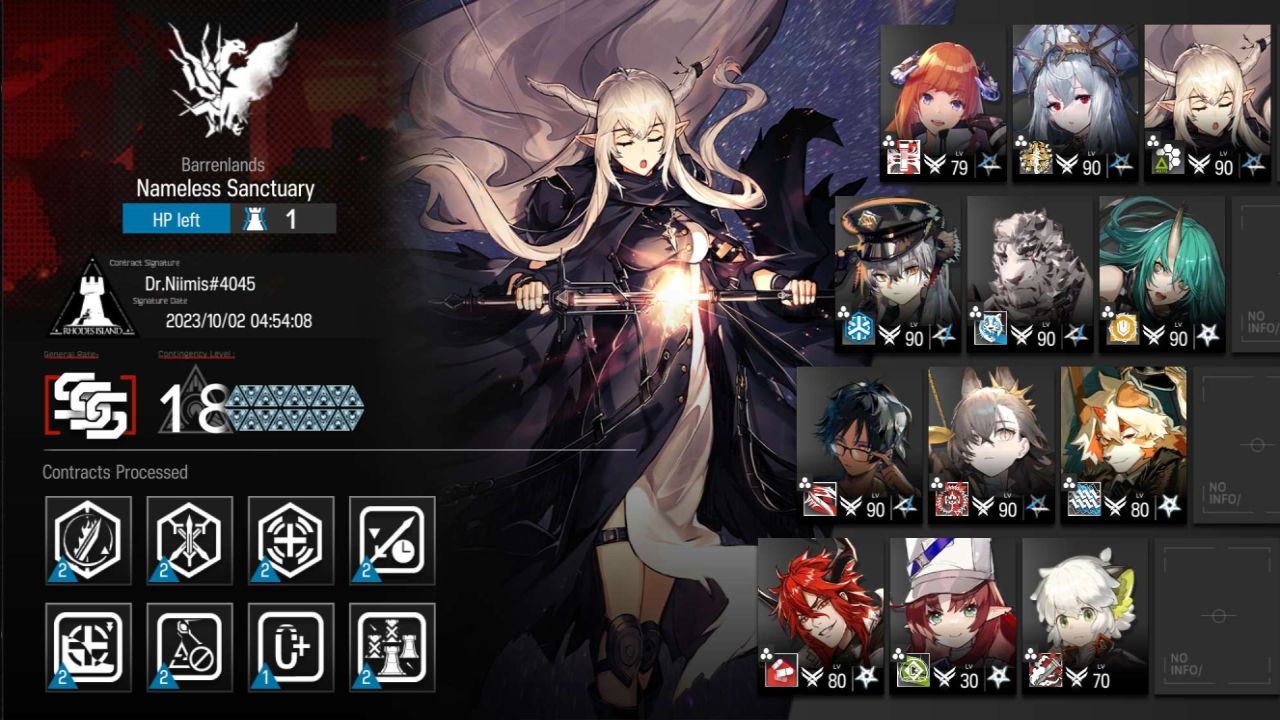 Barrenlands
Nameless Sanctuary
HP left 1
Contract Signature
Dr.Niimis#4045
Signature Date
2023/10/02 04:54:08
RHODES ISLAND
General Rate:
Contingency Level :
SSG
18
Contracts Processed
2 2 2 2
2 2 1 2
LV 79
LV 90
LV 90
LV 90
LV 90
LV 90
NO INFO/
LV 90
LV 90
LV 80
NO INFO/
LV 80
LV 30
LV 70
NO INFO/